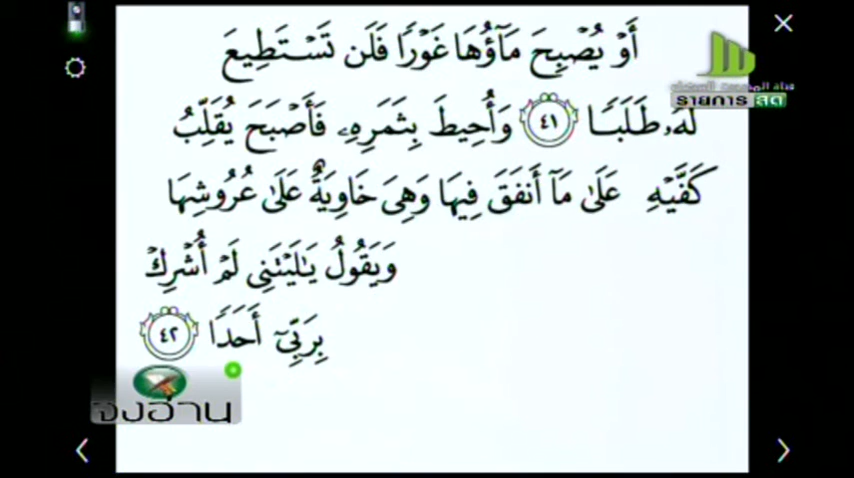 أَوۡ يُصۡبِحَ مَآؤُهَا غَوۡرٗا فَلَن تَسۡتَطِيعَ
لَهُۥ طَلَبٗا ٤١ وَأُحِيطَ بِثَمَرِهِۦ فَأَصۡبَحَ يُقَلِّبُ
كَفَّيۡهِ عَلَىٰ مَآ أَنفَقَ فِيهَا وَهِيَ خَاوِيَةٌ عَلَىٰ عُرُوشِهَا
وَيَقُولُ يَٰلَيۡتَنِي لَمۡ أُشۡرِكۡ
بِرَبِّيٓ أَحَدٗا ٤٢
รายการ สด
จงอ่าน